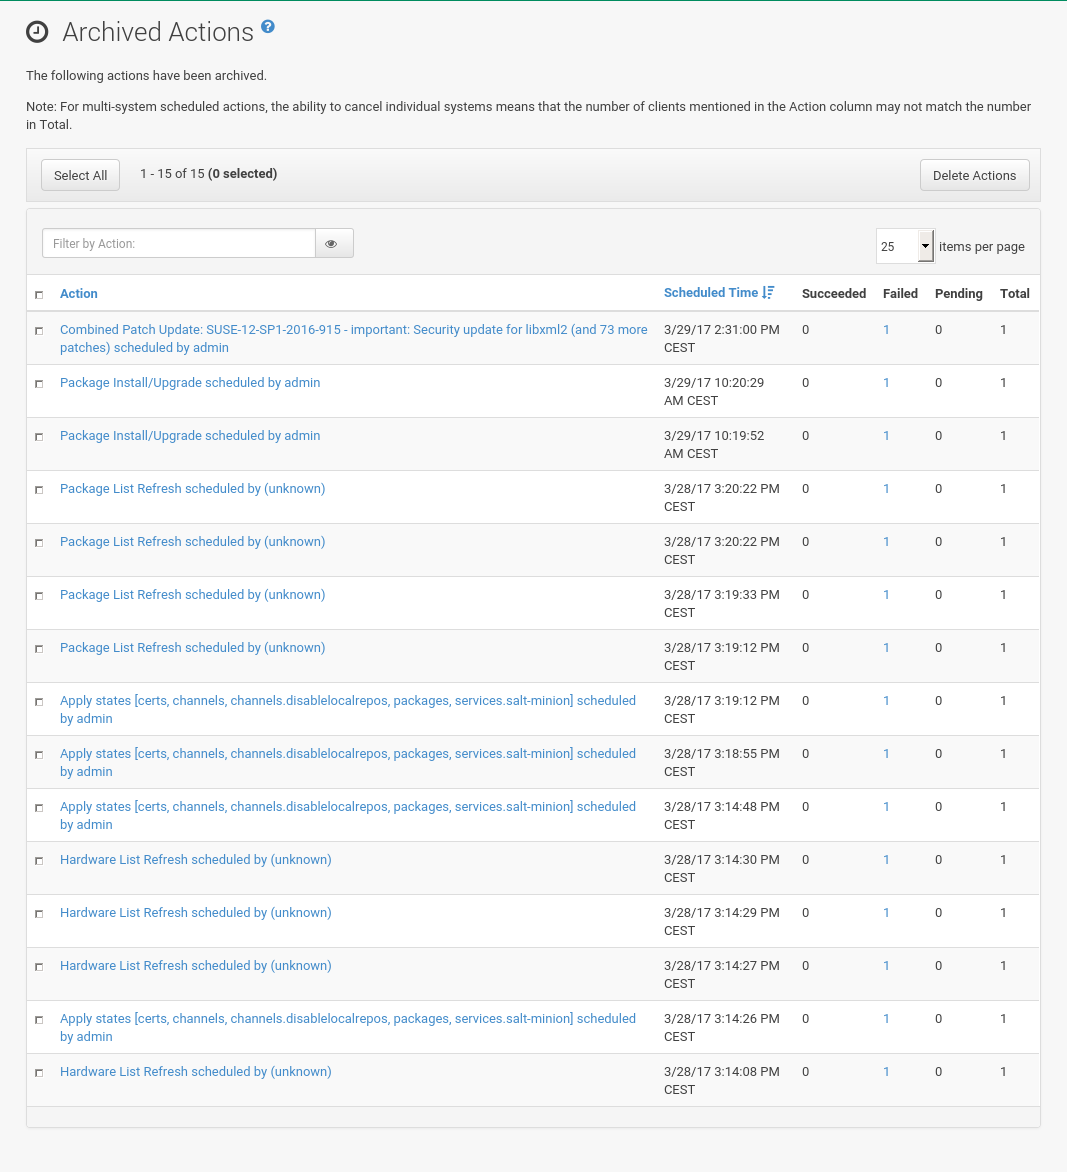 Archived Actions ?
The following actions have been archived.
Note: For multi-system scheduled actions, the ability to cancel individual systems means that the number of clients mentioned in the Action column may not match the number
in Total.
Select All 1 - 15 of 15 (0 selected) Delete Actions
Filter by Action: 25 items per page
Action Scheduled Time Succeeded Failed Pending Total
Combined Patch Update: SUSE-12-SP1-2016-915 - important: Security update for libxml2 (and 73 more 3/29/17 2:31:00 PM 0 1 0 1
patches) scheduled by admin CEST
Package Install/Upgrade scheduled by admin 3/29/17 10:20:29 0 1 0 1
AM CEST
Package Install/Upgrade scheduled by admin 3/29/17 10:19:52 0 1 0 1
AM CEST
Package List Refresh scheduled by (unknown) 3/28/17 3:20:22 PM 0 1 0 1
CEST
Package List Refresh scheduled by (unknown) 3/28/17 3:20:22 PM 0 1 0 1
CEST
Package List Refresh scheduled by (unknown) 3/28/17 3:19:33 PM 0 1 0 1
CEST
Package List Refresh scheduled by (unknown) 3/28/17 3:19:12 PM 0 1 0 1
CEST
Apply states [certs, channels, channels.disablelocalrepos, packages, services.salt-minion] scheduled 3/28/17 3:19:12 PM 0 1 0 1
by admin CEST
Apply states [certs, channels, channels.disablelocalrepos, packages, services.salt-minion] scheduled 3/28/17 3:18:55 PM 0 1 0 1
by admin CEST
Apply states [certs, channels, channels.disablelocalrepos, packages, services.salt-minion] scheduled 3/28/17 3:14:48 PM 0 1 0 1
by admin CEST
Hardware List Refresh scheduled by (unknown) 3/28/17 3:14:30 PM 0 1 0 1
CEST
Hardware List Refresh scheduled by (unknown) 3/28/17 3:14:29 PM 0 1 0 1
CEST
Hardware List Refresh scheduled by (unknown) 3/28/17 3:14:27 PM 0 1 0 1
CEST
Apply states [certs, channels, channels.disablelocalrepos, packages, services.salt-minion] scheduled 3/28/17 3:14:26 PM 0 1 0 1
by admin CEST
Hardware List Refresh scheduled by (unknown) 3/28/17 3:14:08 PM 0 1 0 1
CEST